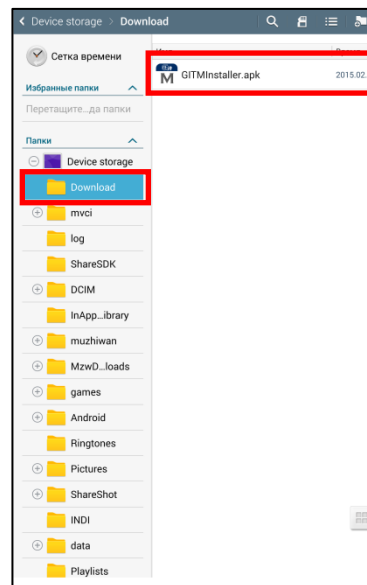 Device storage > Download
Сетка времени
Избранные папки
Перетащите...да папки
Папки
Device storage
Download
mvci
log
ShareSDK
DCIM
InApp...ibrary
muzhiwan
MzwD...loads
games
Android
Ringtones
Pictures
ShareShot
INDI
data
Playlists
GITMInstaller.apk
2015.02.